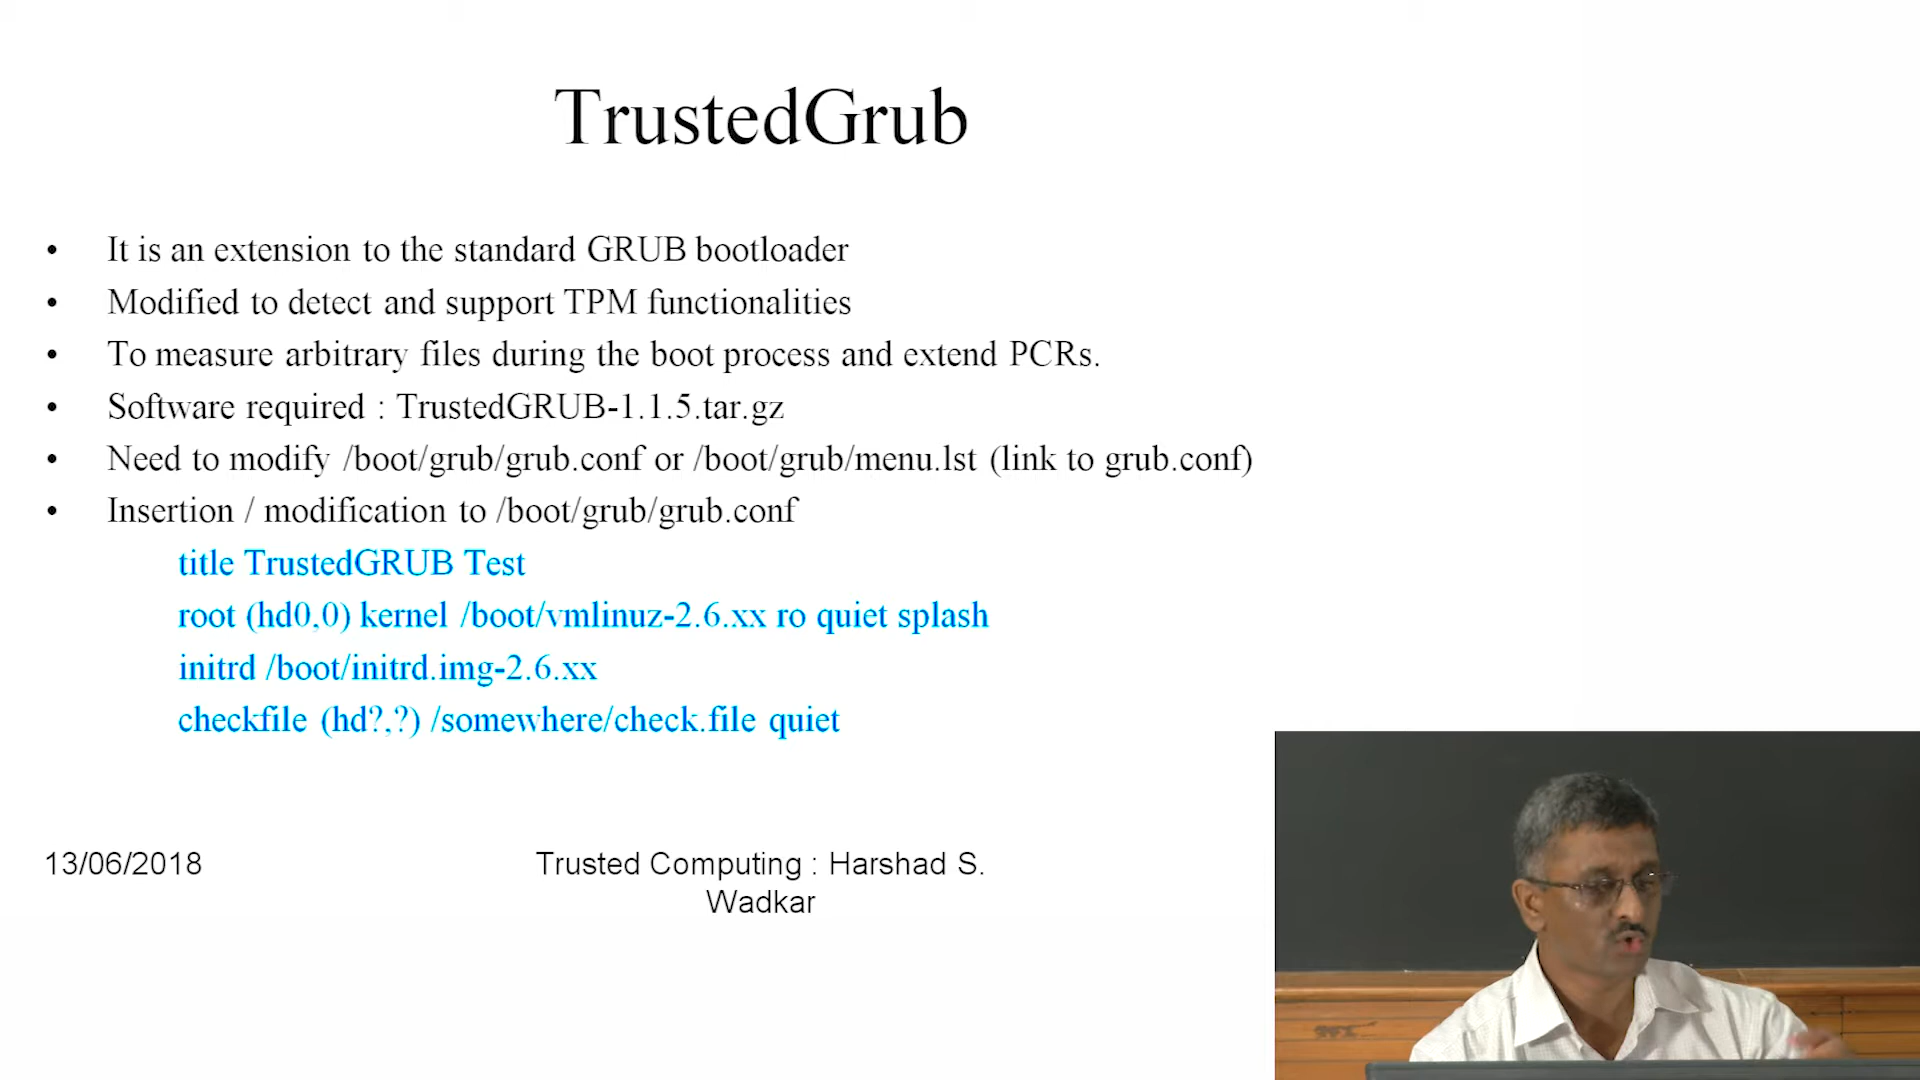 TrustedGrub
• It is an extension to the standard GRUB bootloader
• Modified to detect and support TPM functionalities
• To measure arbitrary files during the boot process and extend PCRs.
• Software required : TrustedGRUB-1.1.5.tar.gz
• Need to modify /boot/grub/grub.conf or /boot/grub/menu.lst (link to grub.conf)
• Insertion / modification to /boot/grub/grub.conf
title TrustedGRUB Test
root (hd0,0) kernel /boot/vmlinuz-2.6.xx ro quiet splash
initrd /boot/initrd.img-2.6.xx
checkfile (hd?,?) /somewhere/check.file quiet
13/06/2018
Trusted Computing : Harshad S.
Wadkar